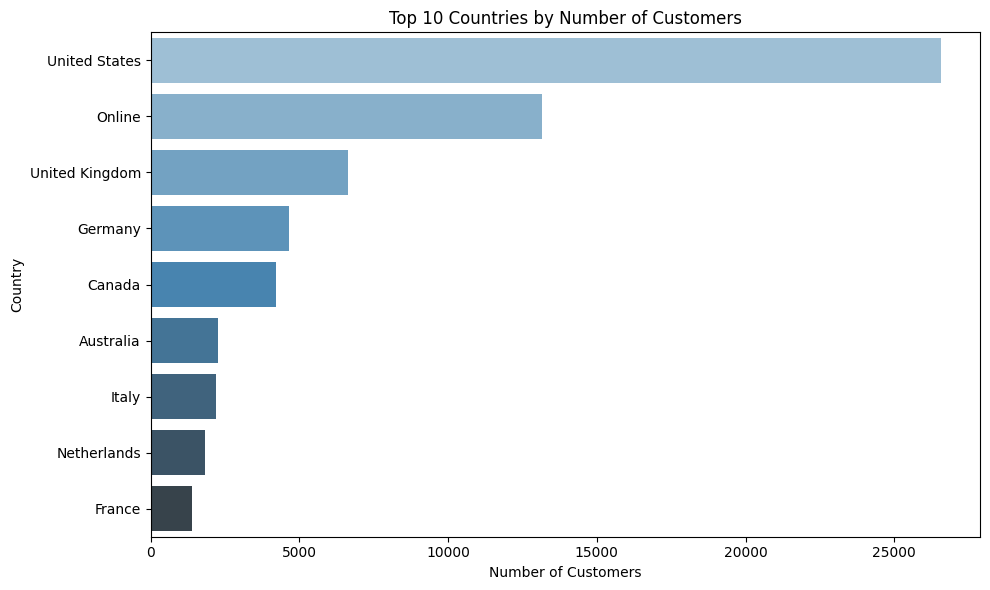 Top 10 Countries by Number of Customers
United States
Online
United Kingdom
Germany
Canada
Australia
Italy
Netherlands
France
Country
0 5000 10000 15000 20000 25000
Number of Customers